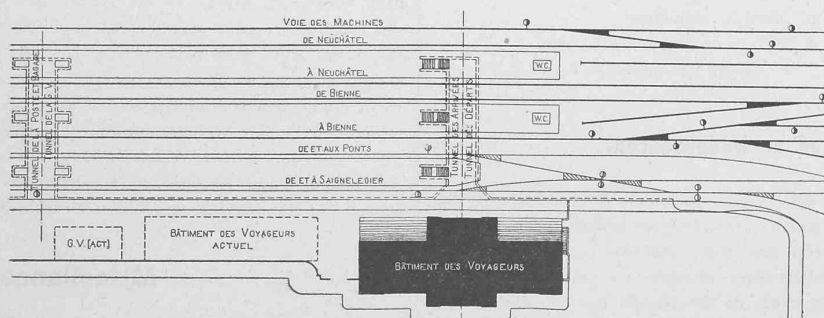 VOIE DES MACHINES
DE NEUCHÂTEL
À NEUCHÂTEL
DE BIENNE
À BIENNE
DE ET AUX PONTS
DE ET À SAIGNELEGIER
TUNNEL DE LA POSTE ET BAGAGE
TUNNEL DE LA G.V.
TUNNEL DES ARRIVÉES
TUNNEL DES DÉPARTS
W.C.
W.C.
G.V. [ACT]
BÂTIMENT DES VOYAGEURS
ACTUEL
BÂTIMENT DES VOYAGEURS